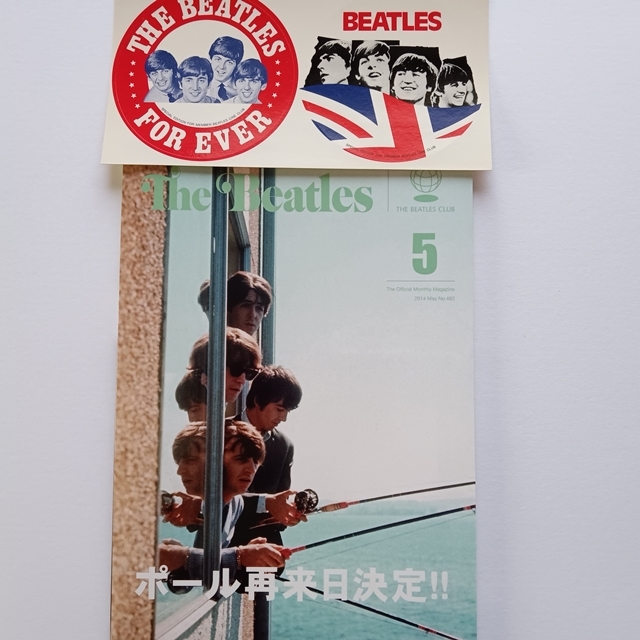 THE BEATLES
FOR EVER
BEATLES
The Beatles
THE BEATLES CLUB
5
The Official Monthly Magazine
ポール再来日決定!!